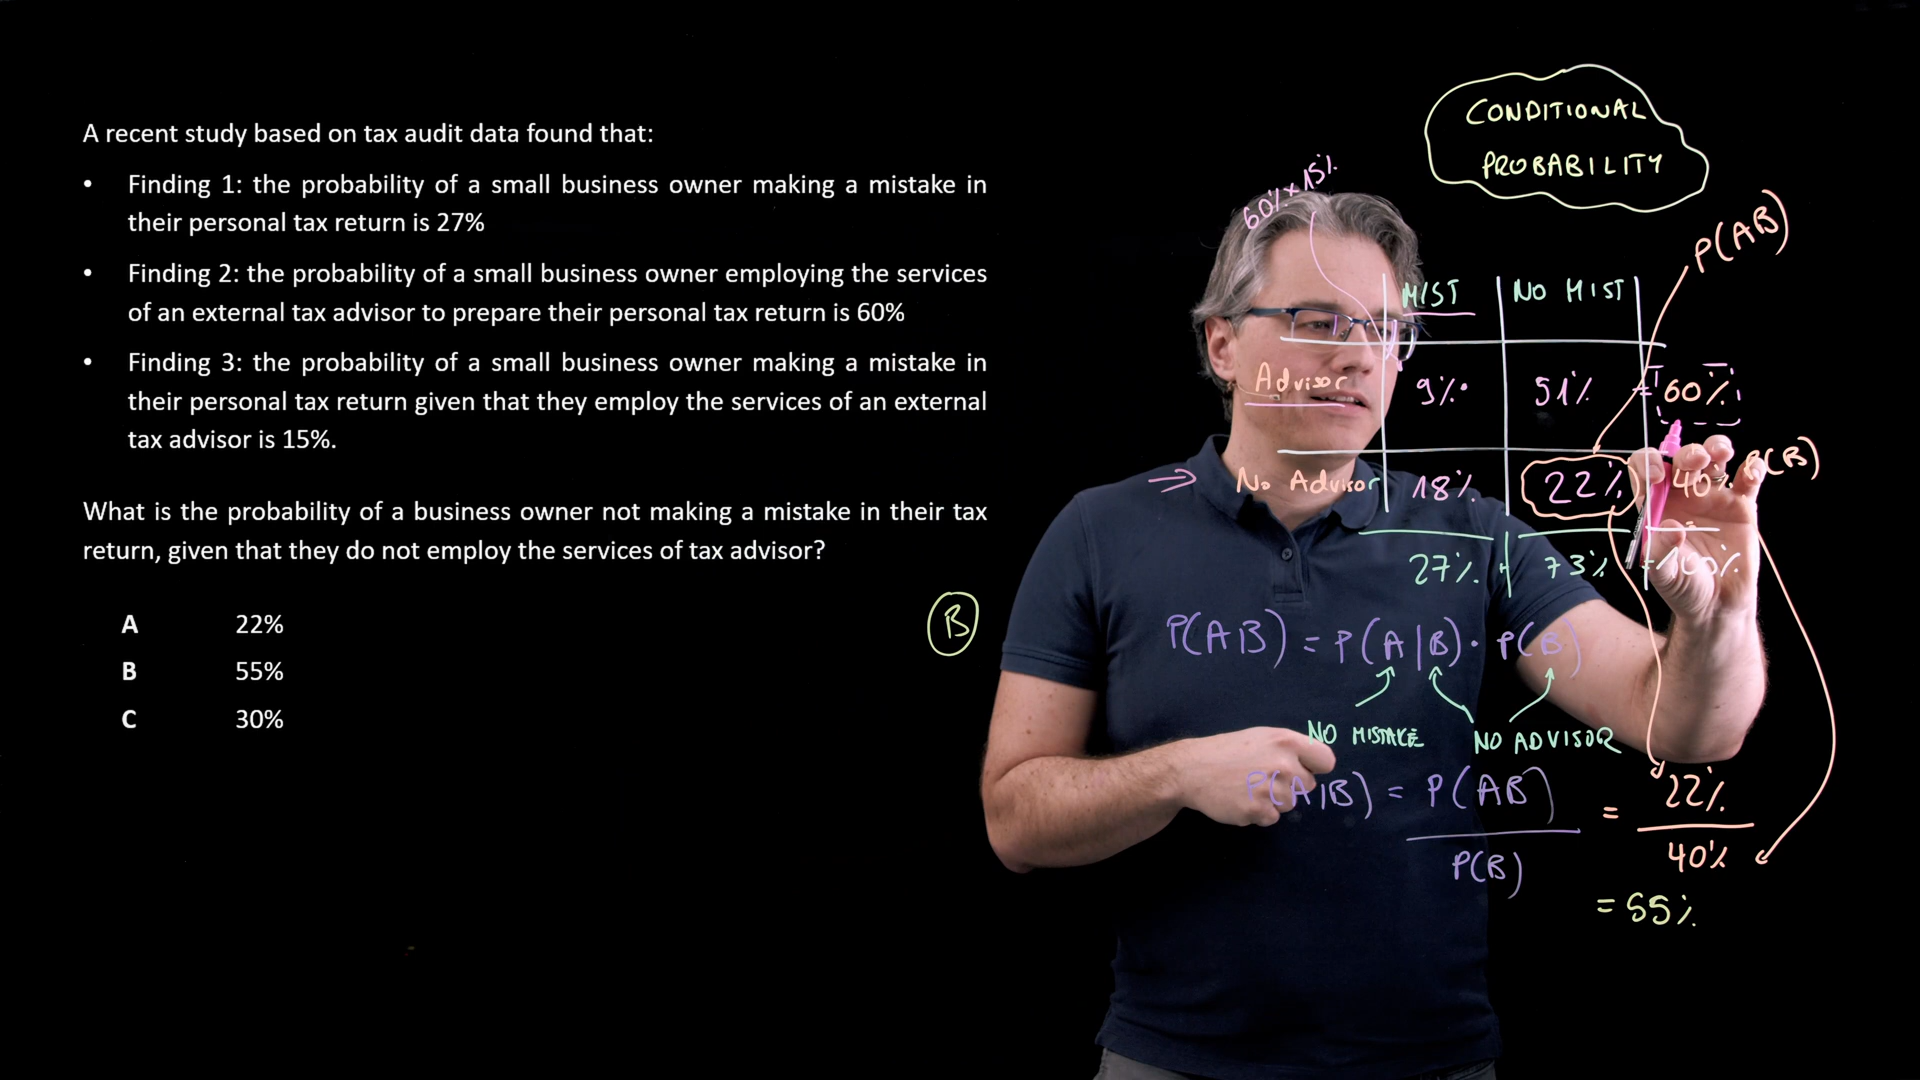 A recent study based on tax audit data found that:
• Finding 1: the probability of a small business owner making a mistake in
their personal tax return is 27%
• Finding 2: the probability of a small business owner employing the services
of an external tax advisor to prepare their personal tax return is 60%
• Finding 3: the probability of a small business owner making a mistake in
their personal tax return given that they employ the services of an external
tax advisor is 15%.
What is the probability of a business owner not making a mistake in their tax
return, given that they do not employ the services of tax advisor?
A 22%
B 55%
C 30%
B
CONDITIONAL
PROBABILITY
60% x 15%
P(AB)
MIST NO MIST
Advisor 9% 51% = 60%
P(B)
⇒ No Advisor 18% 22% 40%
27% + 73% = 100%
P(AB) = P(A|B) · P(B)
NO MISTAKE NO ADVISOR
P(A|B) = P(AB) / P(B) = 22% / 40%
= 55%